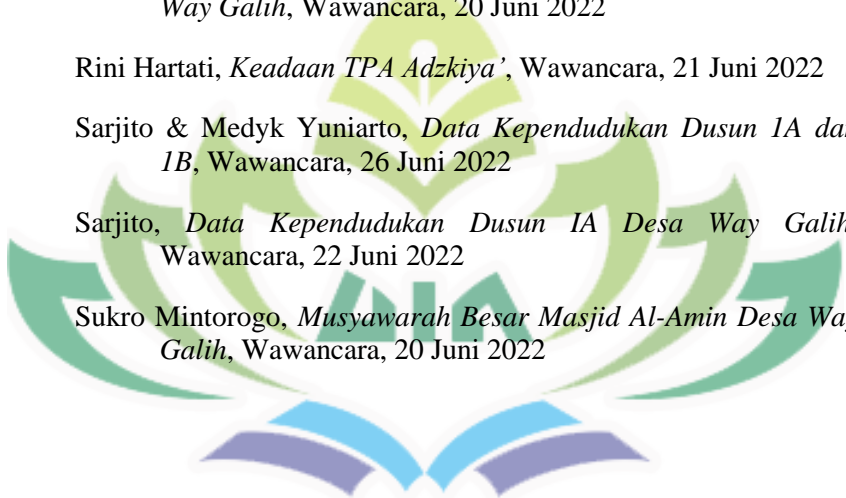 Way Galih, Wawancara, 20 Juni 2022
Rini Hartati, Keadaan TPA Adzkiya’, Wawancara, 21 Juni 2022
Sarjito & Medyk Yuniarto, Data Kependudukan Dusun 1A dan
1B, Wawancara, 26 Juni 2022
Sarjito, Data Kependudukan Dusun IA Desa Way Galih
Wawancara, 22 Juni 2022
Sukro Mintorogo, Musyawarah Besar Masjid Al-Amin Desa Way
Galih, Wawancara, 20 Juni 2022